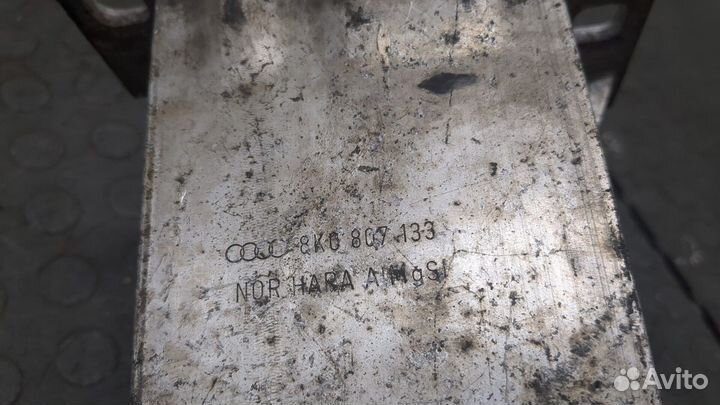 8K0 807 133
NOR HARA AlMgSi
Avito